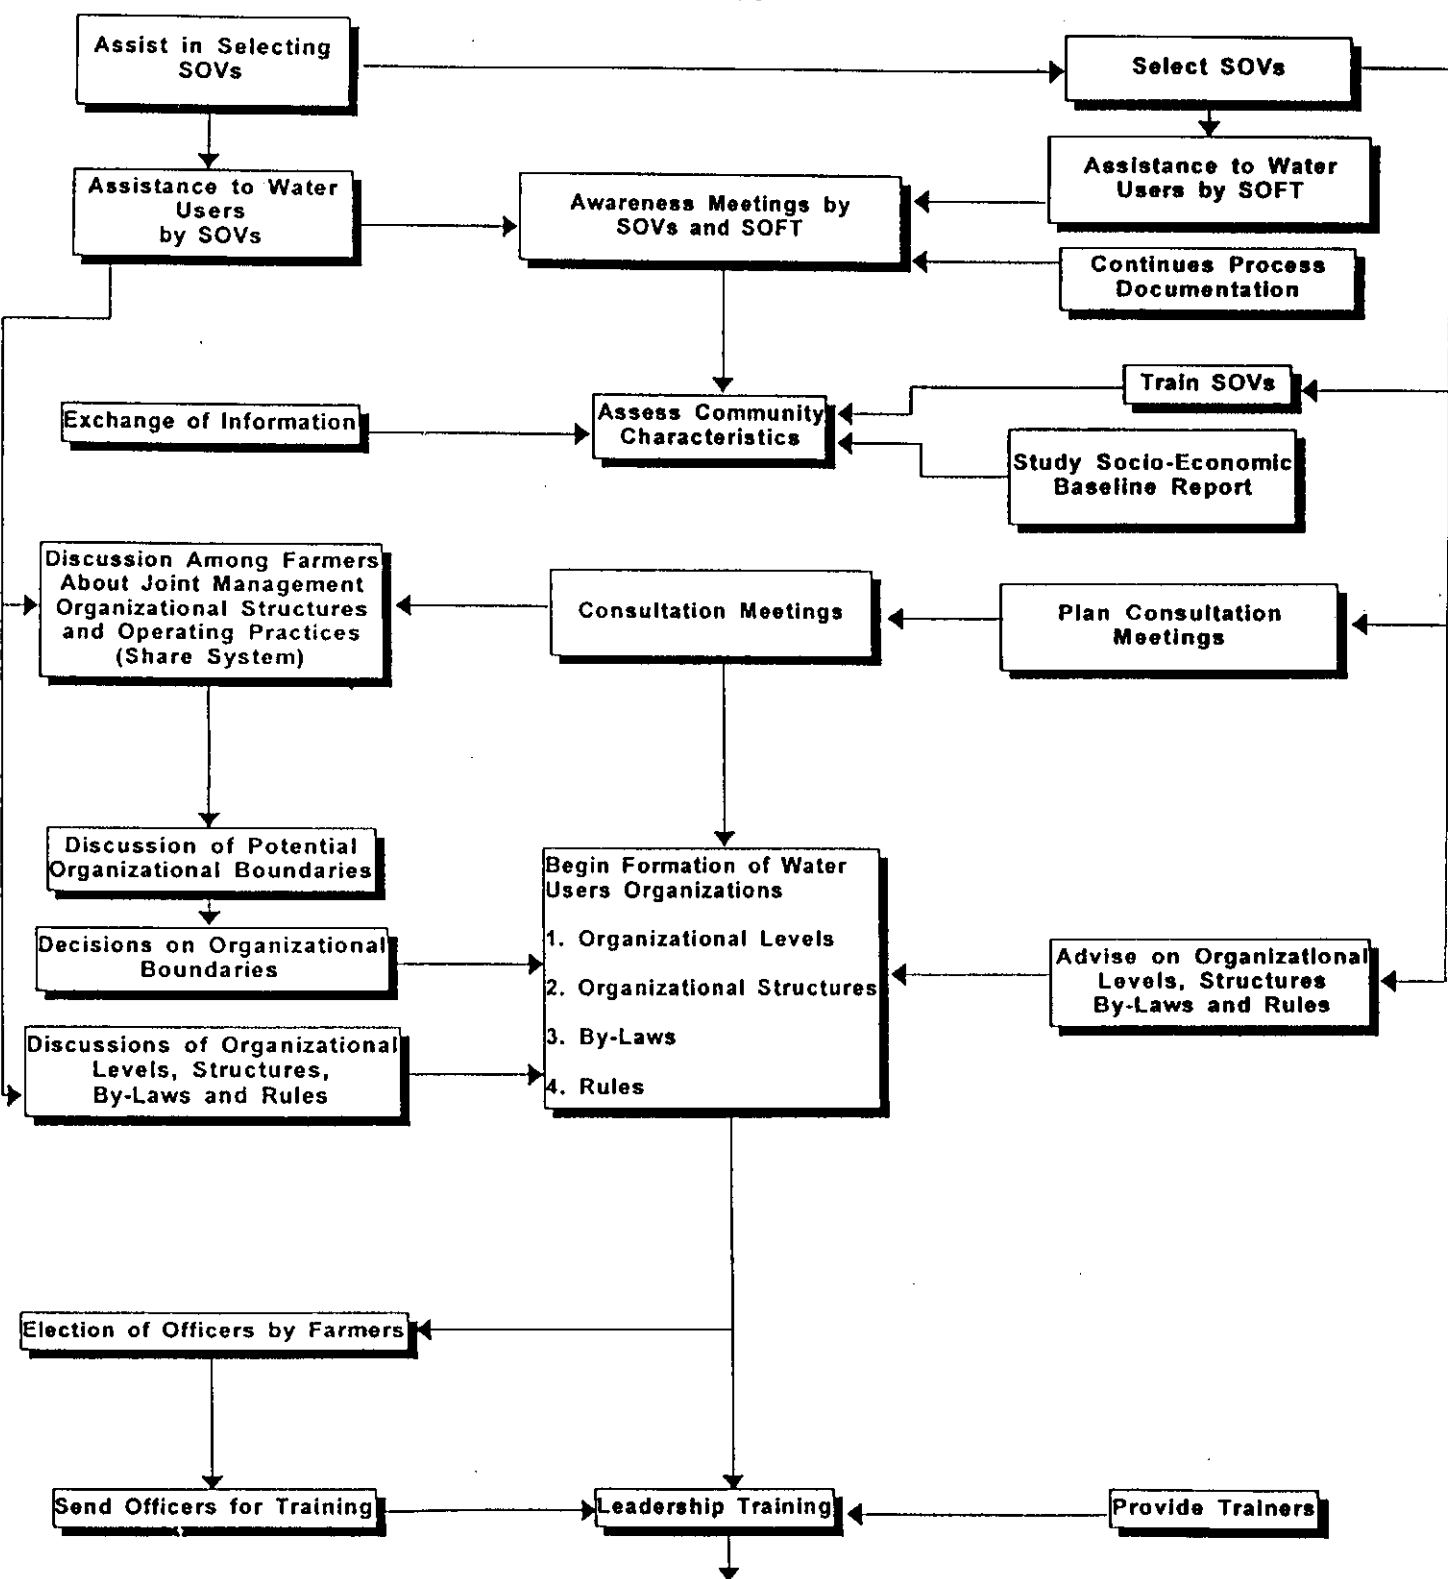 Assist in Selecting
SOVs
Select SOVs
Assistance to Water
Users
by SOVs
Awareness Meetings by
SOVs and SOFT
Assistance to Water
Users by SOFT
Continues Process
Documentation
Train SOVs
Exchange of Information
Assess Community
Characteristics
Study Socio-Economic
Baseline Report
Discussion Among Farmers
About Joint Management
Organizational Structures
and Operating Practices
(Share System)
Consultation Meetings
Plan Consultation
Meetings
Discussion of Potential
Organizational Boundaries
Decisions on Organizational
Boundaries
Discussions of Organizational
Levels, Structures,
By-Laws and Rules
Begin Formation of Water
Users Organizations
1. Organizational Levels
2. Organizational Structures
3. By-Laws
4. Rules
Advise on Organizational
Levels, Structures
By-Laws and Rules
Election of Officers by Farmers
Send Officers for Training
Leadership Training
Provide Trainers